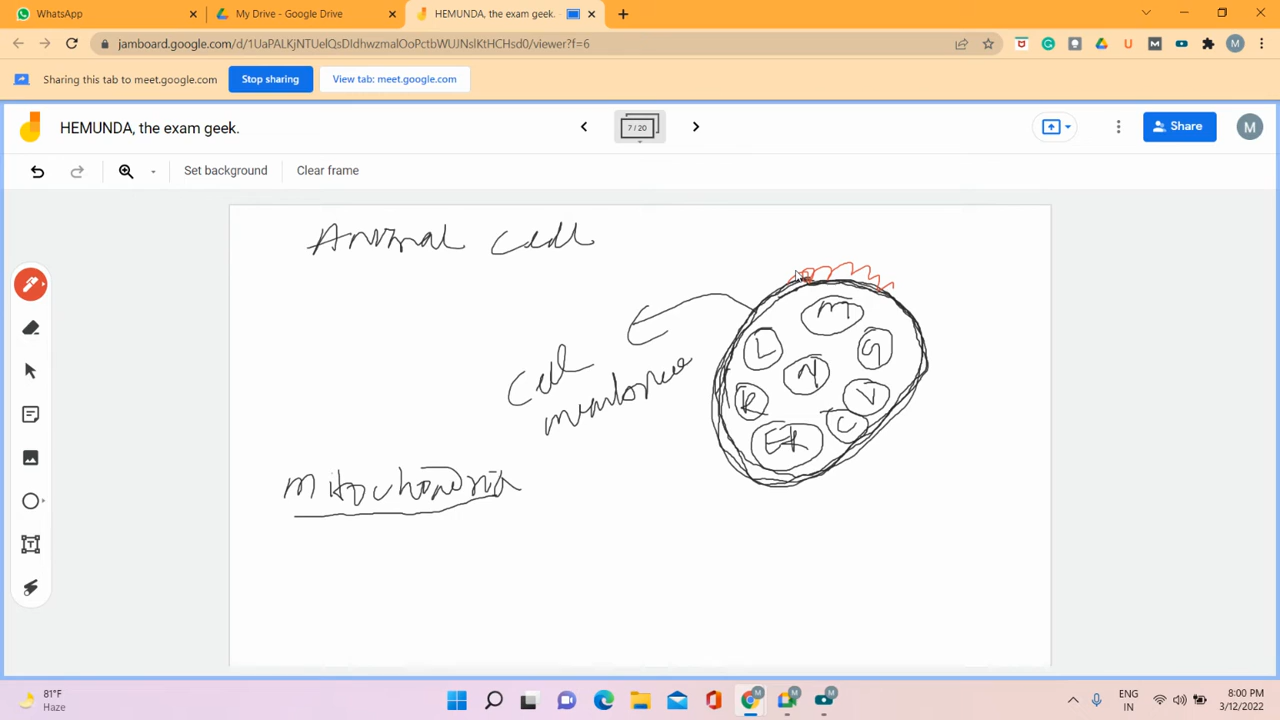 WhatsApp
My Drive - Google Drive
HEMUNDA, the exam geek.
jamboard.google.com/d/1UaPALKjNTUelQsDIdhwzmalOoPctbWUJNslKtHCHsd0/viewer?f=6
Sharing this tab to meet.google.com
Stop sharing
View tab: meet.google.com
HEMUNDA, the exam geek.
7 / 20
Share
M
Set background
Clear frame
Animal cell
M
L
G
N
R
V
C
ER
Cell
membrane
Mitochondria
81°F
Haze
ENG
IN
8:00 PM
3/12/2022